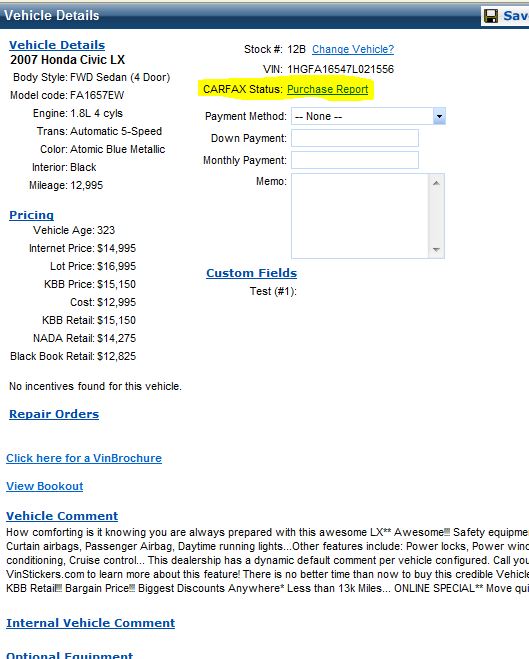 Vehicle Details
Save
Vehicle Details
2007 Honda Civic LX
Body Style: FWD Sedan (4 Door)
Model code: FA1657EW
Engine: 1.8L 4 cyls
Trans: Automatic 5-Speed
Color: Atomic Blue Metallic
Interior: Black
Mileage: 12,995
Stock #: 12B Change Vehicle?
VIN: 1HGFA16547L021556
CARFAX Status: Purchase Report
Payment Method: -- None --
Down Payment:
Monthly Payment:
Memo:
Pricing
Vehicle Age: 323
Internet Price: $14,995
Lot Price: $16,995
KBB Price: $15,150
Cost: $12,995
KBB Retail: $15,150
NADA Retail: $14,275
Black Book Retail: $12,825
Custom Fields
Test (#1):
No incentives found for this vehicle.
Repair Orders
Click here for a VinBrochure
View Bookout
Vehicle Comment
How comforting is it knowing you are always prepared with this awesome LX** Awesome!!! Safety equipme
Curtain airbags, Passenger Airbag, Daytime running lights...Other features include: Power locks, Power wind
conditioning, Cruise control... This dealership has a dynamic default comment per vehicle configured. Call you
VinStickers.com to learn more about this feature! There is no better time than now to buy this credible Vehicle
KBB Retail!!! Bargain Price!!! Biggest Discounts Anywhere* Less than 13k Miles... ONLINE SPECIAL** Move qui
Internal Vehicle Comment
Optional Equipment